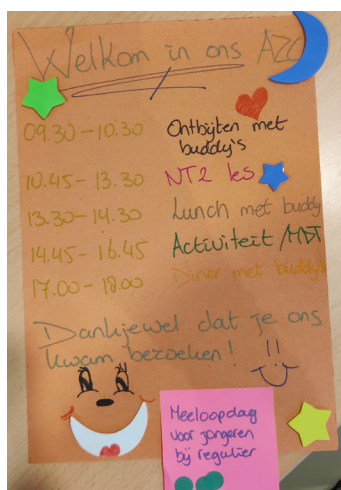 Welkom in ons AZC
09.30 - 10.30 Ontbijten met
buddy's
10.45 - 13.30 NT2 les
13.30 - 14.30 Lunch met buddy
14.45 - 16.45 Activiteit / MDT
17.00 - 18.00 Diner met buddy's
Dankjewel dat je ons
kwam bezoeken!
Meeloopdag
voor jongeren
bij regulier